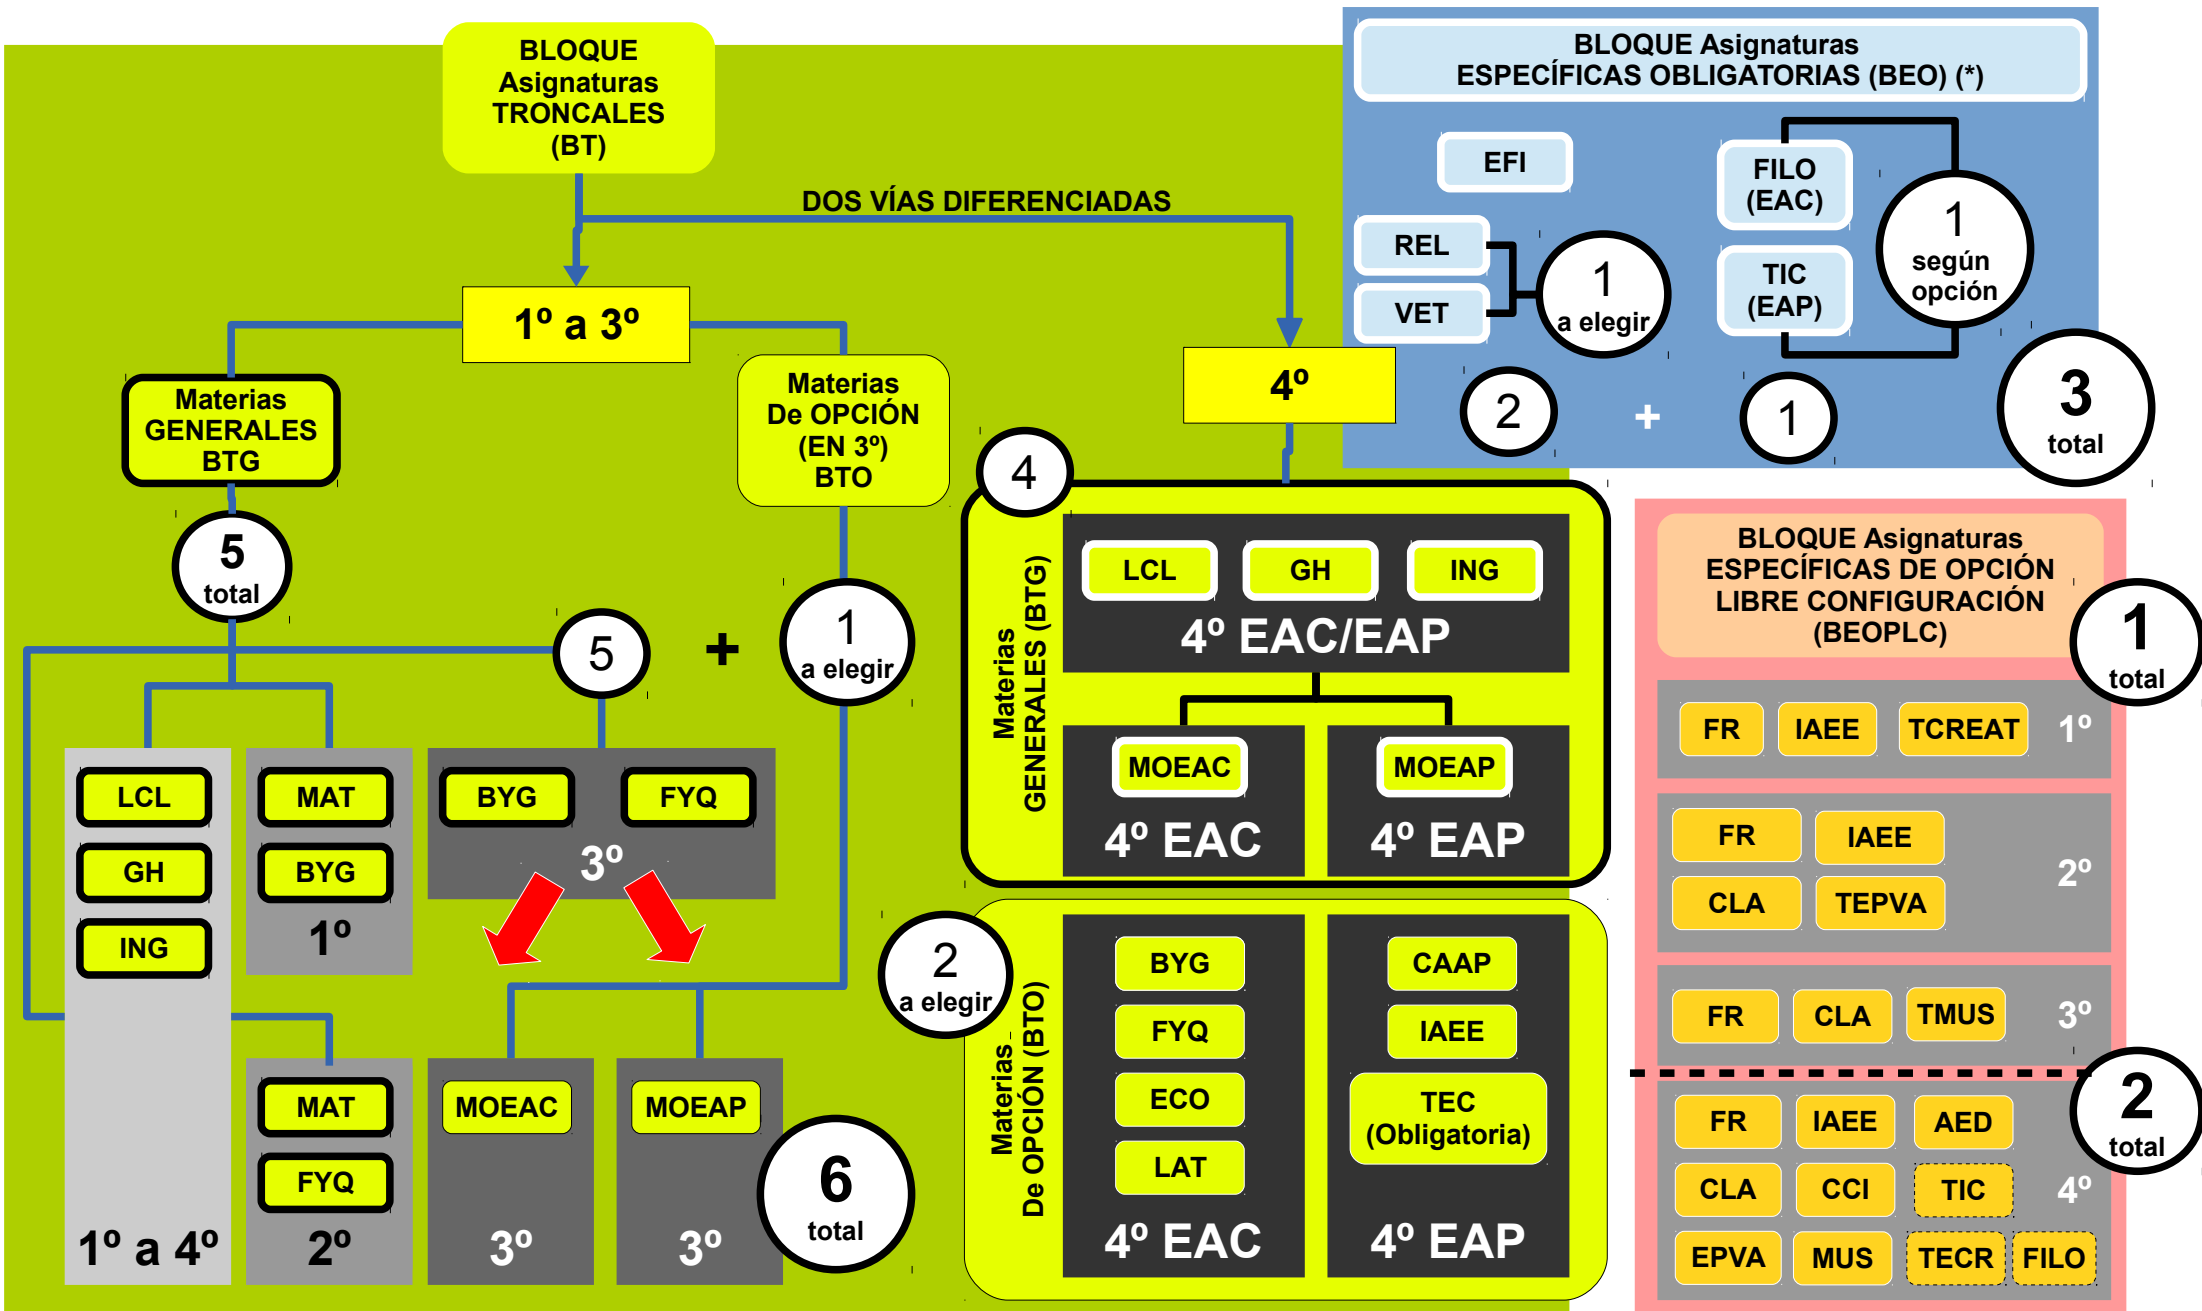 BLOQUE
Asignaturas
TRONCALES
(BT)
DOS VÍAS DIFERENCIADAS
1º a 3º
4º
Materias
GENERALES
BTG
Materias
De OPCIÓN
(EN 3º)
BTO
5
total
5
+
1
a elegir
LCL
GH
ING
1º a 4º
MAT
BYG
1º
BYG
FYQ
3º
MAT
FYQ
2º
MOEAC
3º
MOEAP
3º
6
total
4
Materias
GENERALES (BTG)
LCL
GH
ING
4º EAC/EAP
MOEAC
4º EAC
MOEAP
4º EAP
2
a elegir
Materias
De OPCIÓN (BTO)
BYG
FYQ
ECO
LAT
4º EAC
CAAP
IAEE
TEC
(Obligatoria)
4º EAP
BLOQUE Asignaturas
ESPECÍFICAS OBLIGATORIAS (BEO) (*)
EFI
REL
VET
1
a elegir
FILO
(EAC)
TIC
(EAP)
1
según
opción
2
+
1
3
total
BLOQUE Asignaturas
ESPECÍFICAS DE OPCIÓN
LIBRE CONFIGURACIÓN
(BEOPLC)
1
total
FR IAEE TCREAT 1º
FR IAEE
2º
CLA TEPVA
FR CLA TMUS 3º
2
total
FR IAEE AED
CLA CCI TIC 4º
EPVA MUS TECR FILO